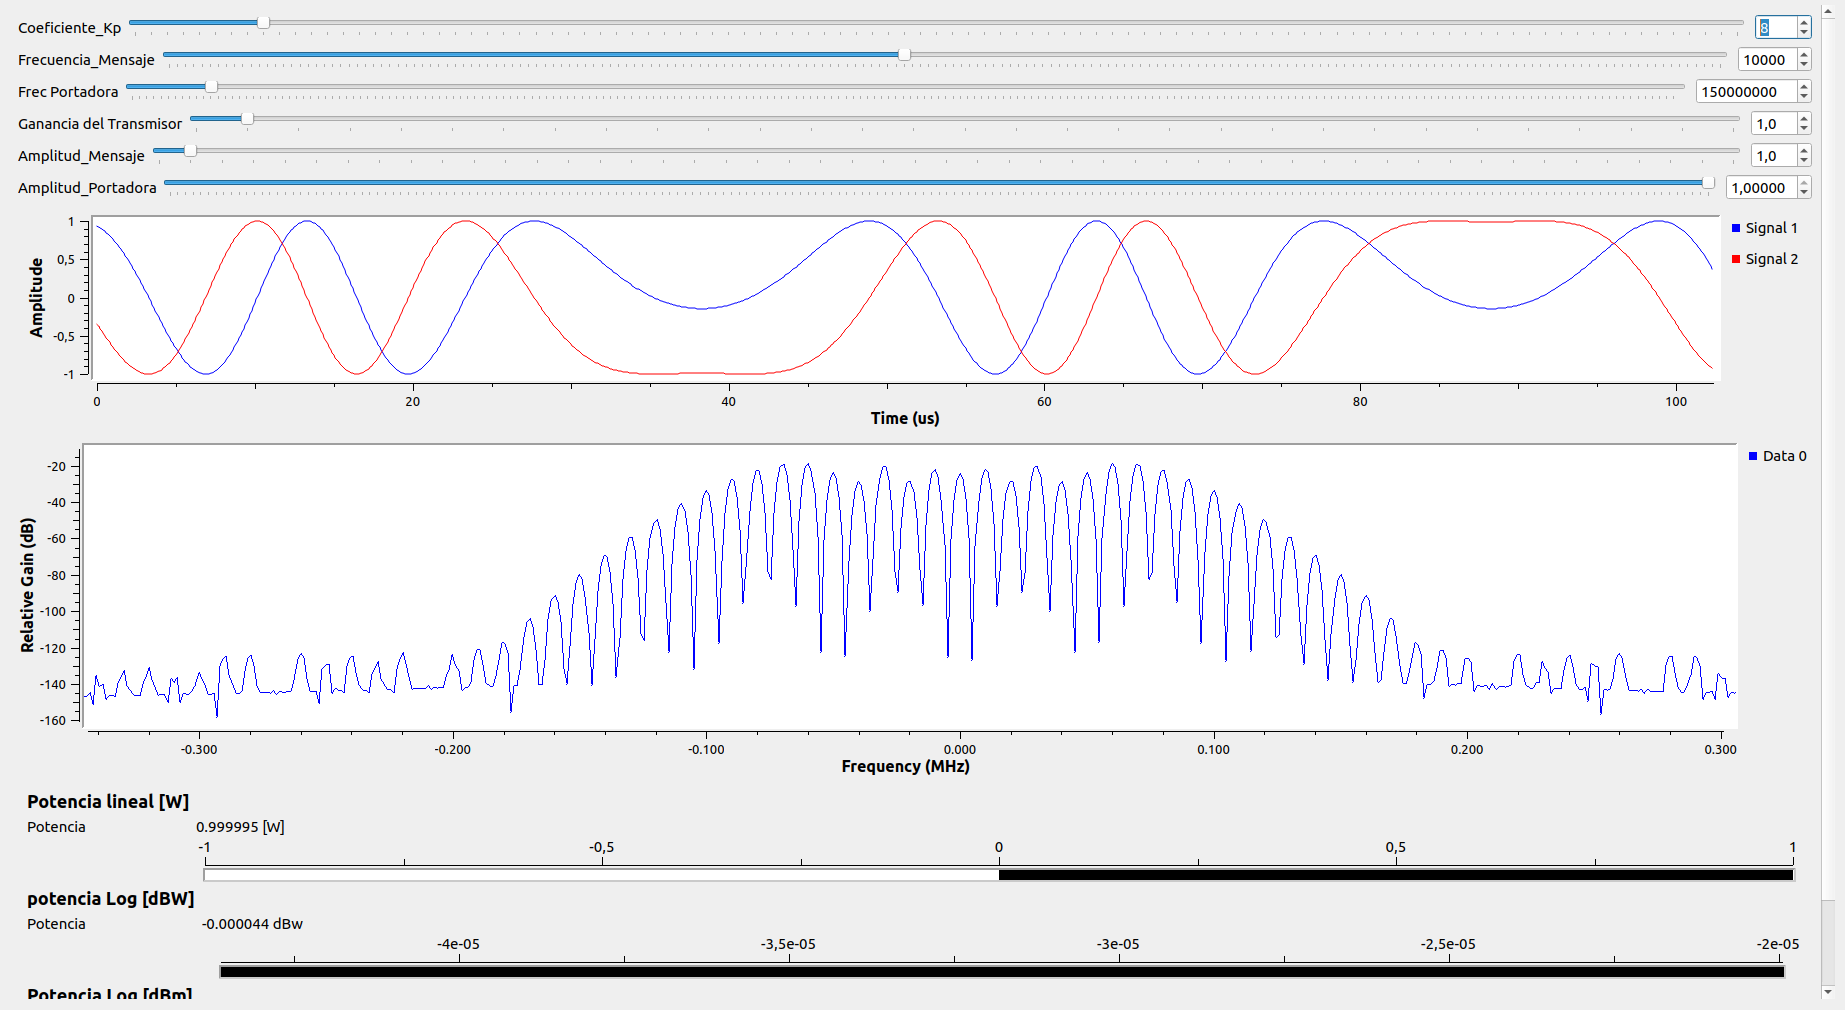 Coeficiente_Kp 8
Frecuencia_Mensaje 10000
Frec Portadora 150000000
Ganancia del Transmisor 1,0
Amplitud_Mensaje 1,0
Amplitud_Portadora 1,00000
Amplitude
1
0,5
0
-0,5
-1
0 20 40 60 80 100
Time (us)
Signal 1
Signal 2
Relative Gain (dB)
-20
-40
-60
-80
-100
-120
-140
-160
-0.300 -0.200 -0.100 0.000 0.100 0.200 0.300
Frequency (MHz)
Data 0
Potencia lineal [W]
Potencia 0.999995 [W]
-1 -0,5 0 0,5 1
potencia Log [dBW]
Potencia -0.000044 dBw
-4e-05 -3,5e-05 -3e-05 -2,5e-05 -2e-05
Potencia Log [dBm]